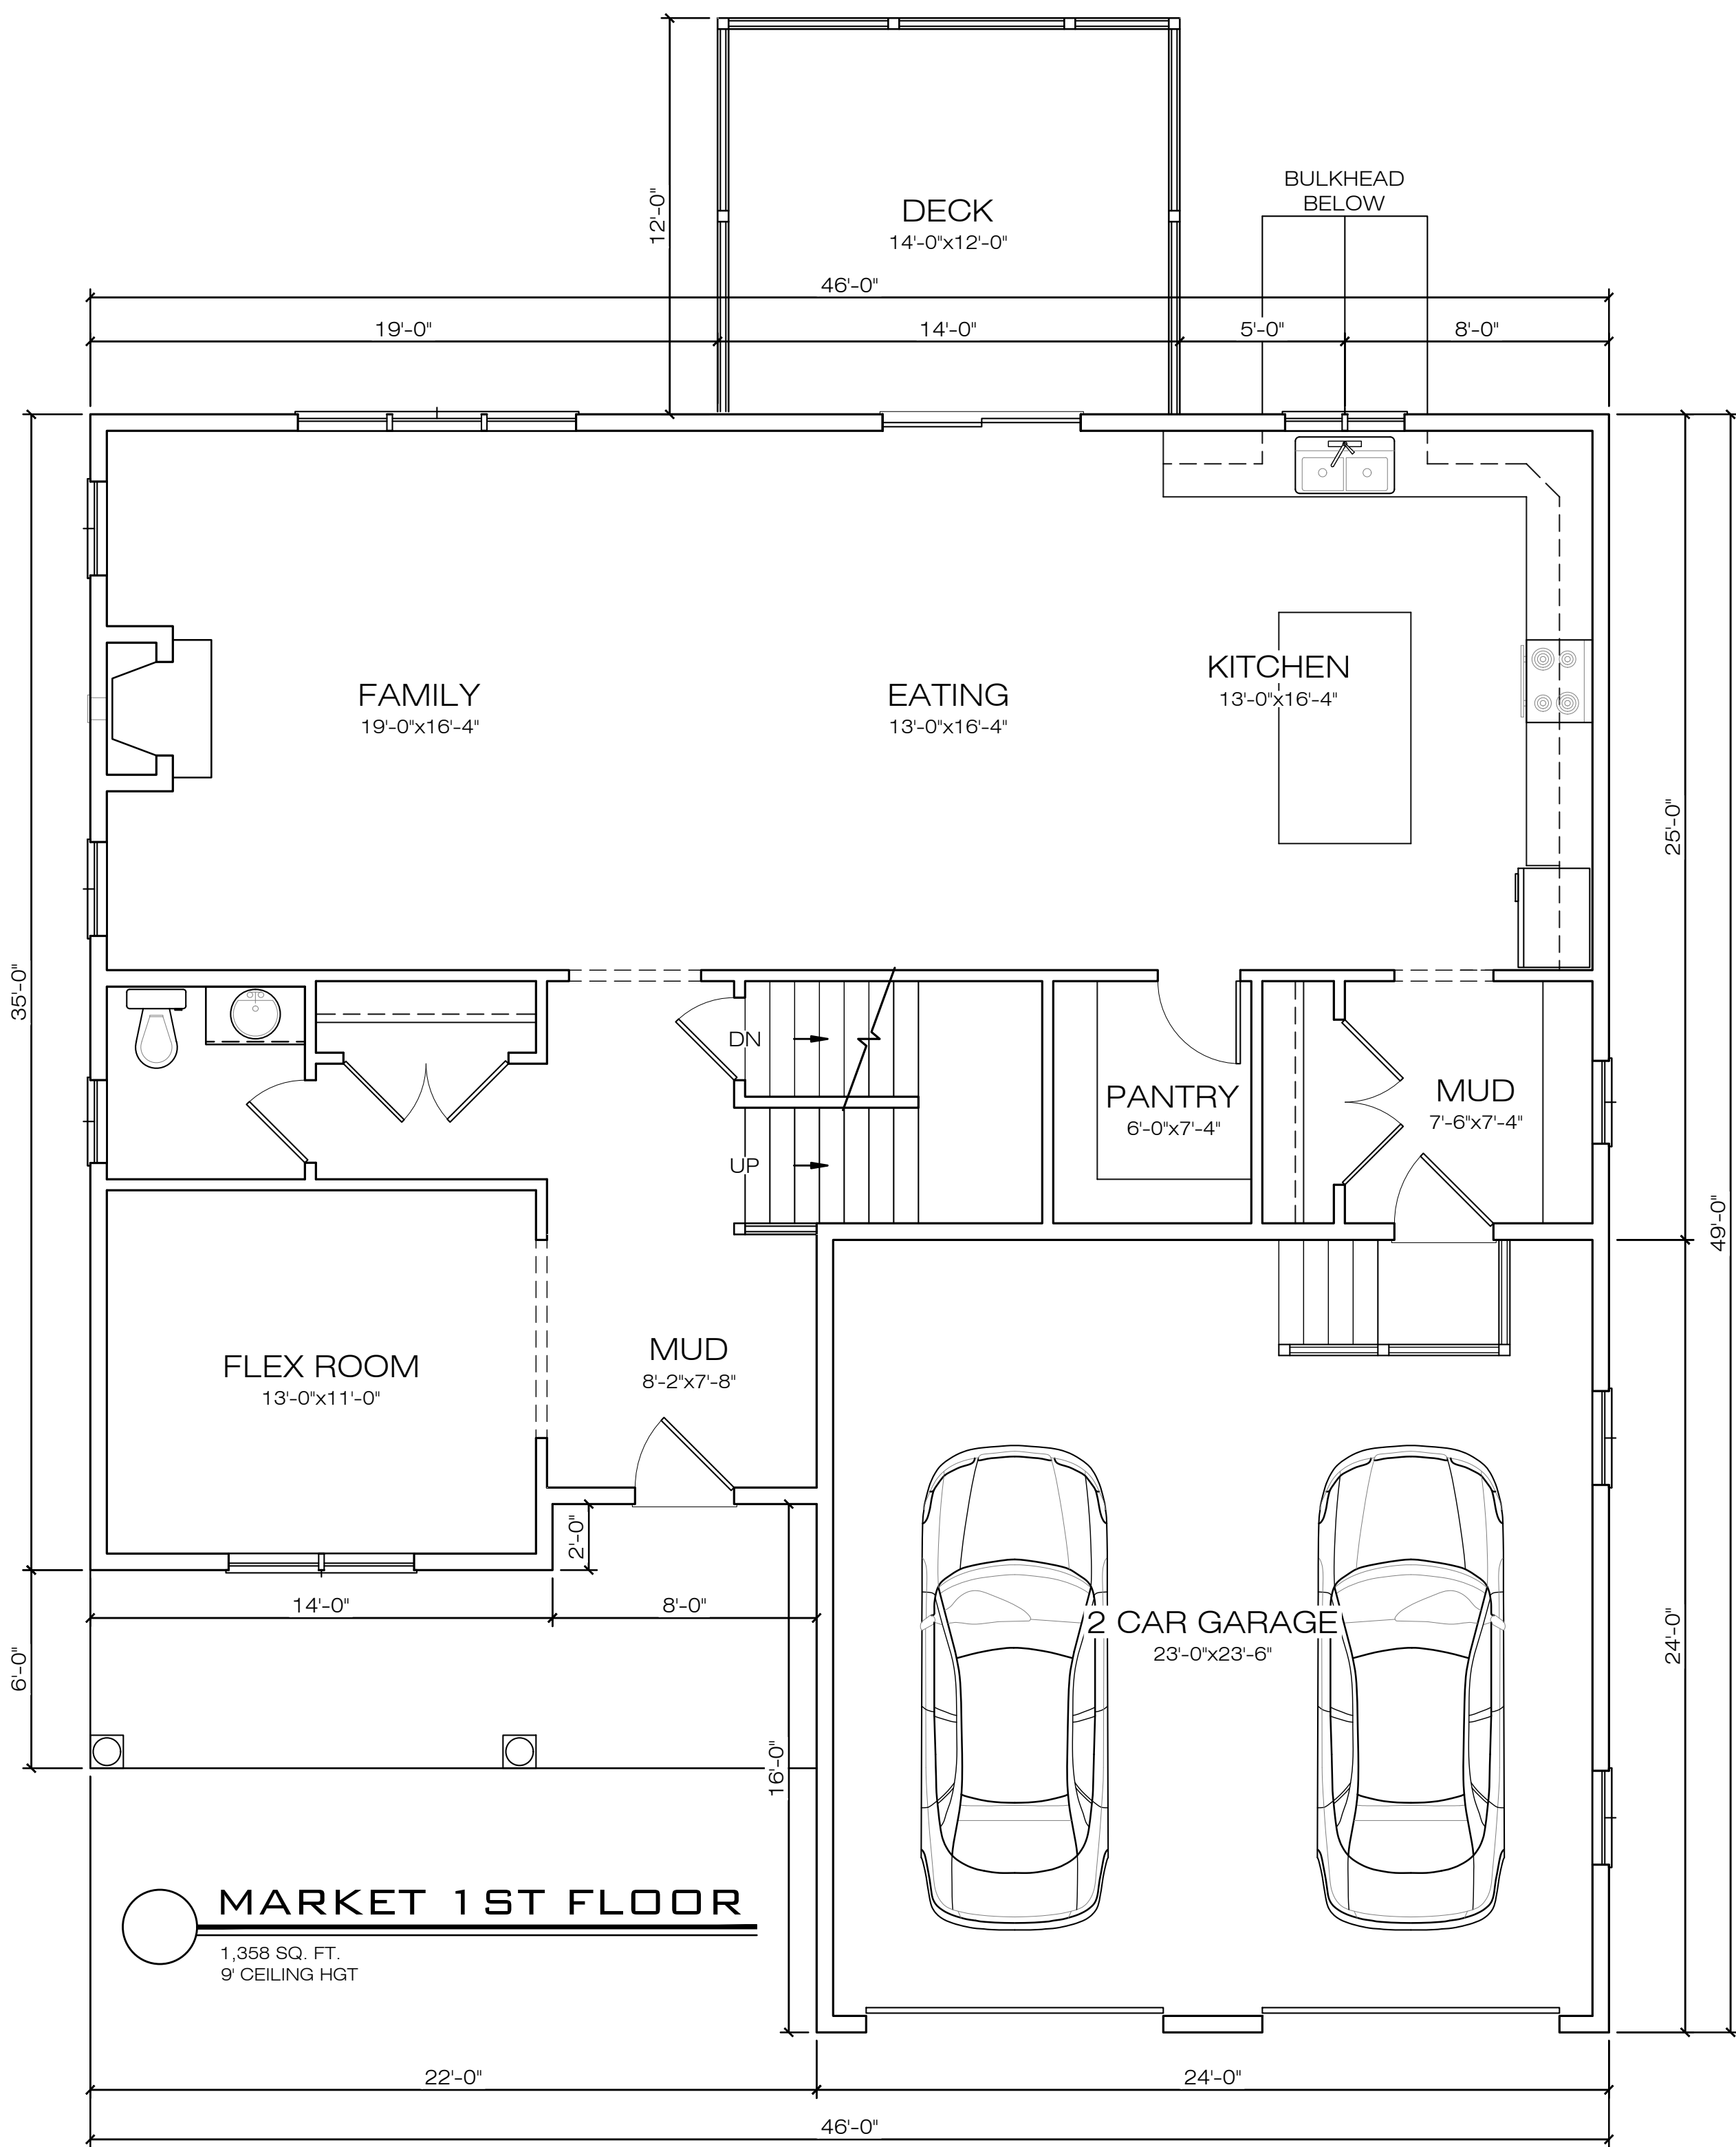 BULKHEAD
BELOW
12'-0"
DECK
14'-0"x12'-0"
46'-0"
19'-0"
14'-0"
5'-0"
8'-0"
KITCHEN
13'-0"x16'-4"
FAMILY
19'-0"x16'-4"
EATING
13'-0"x16'-4"
25'-0"
35'-0"
DN
PANTRY
6'-0"x7'-4"
MUD
7'-6"x7'-4"
UP
49'-0"
MUD
8'-2"x7'-8"
FLEX ROOM
13'-0"x11'-0"
2'-0"
14'-0"
8'-0"
2 CAR GARAGE
23'-0"x23'-6"
24'-0"
6'-0"
16'-0"
MARKET 1ST FLOOR
1,358 SQ. FT.
9' CEILING HGT
22'-0"
24'-0"
46'-0"